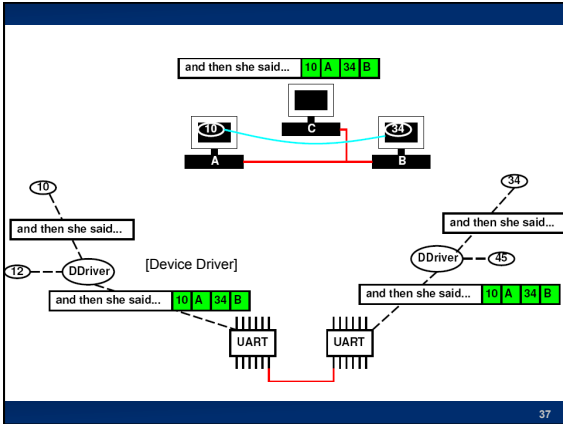 and then she said... 10 A 34 B
C
10 34
A B
10
34
and then she said...
and then she said...
12 DDriver [Device Driver]
DDriver 45
and then she said... 10 A 34 B
and then she said... 10 A 34 B
UART UART
37